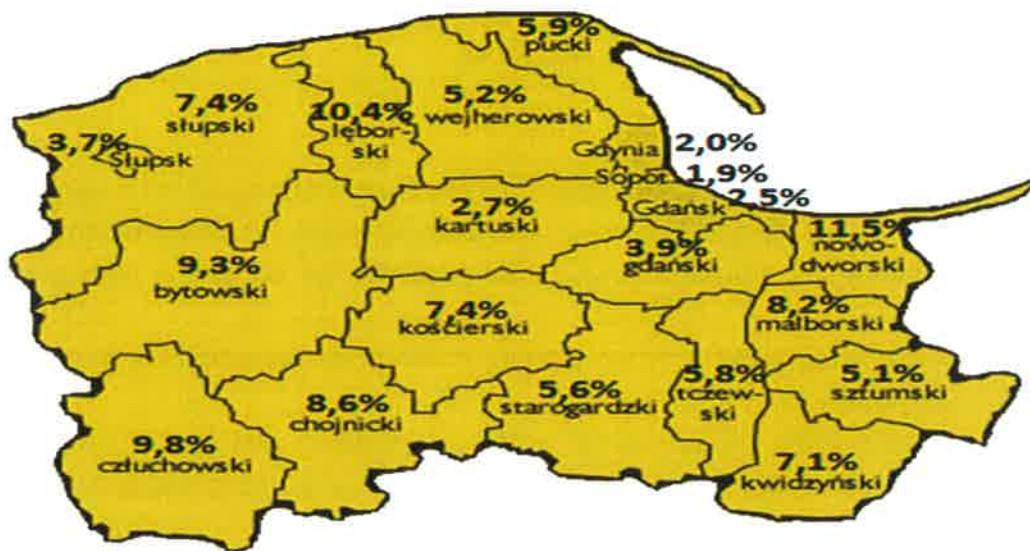 5,9%
pucki
7,4%
słupski
10,4%
lębor-
ski
5,2%
wejherowski
3,7%
Słupsk
Gdynia
2,0%
Sopot
1,9%
Gdańsk
2,5%
2,7%
kartuski
3,9%
gdański
11,5%
nowo-
dworski
9,3%
bytowski
7,4%
kościerski
8,2%
malborski
9,8%
człuchowski
8,6%
chojnicki
5,6%
starogardzki
5,8%
tczew-
ski
5,1%
sztumski
7,1%
kwidzyński